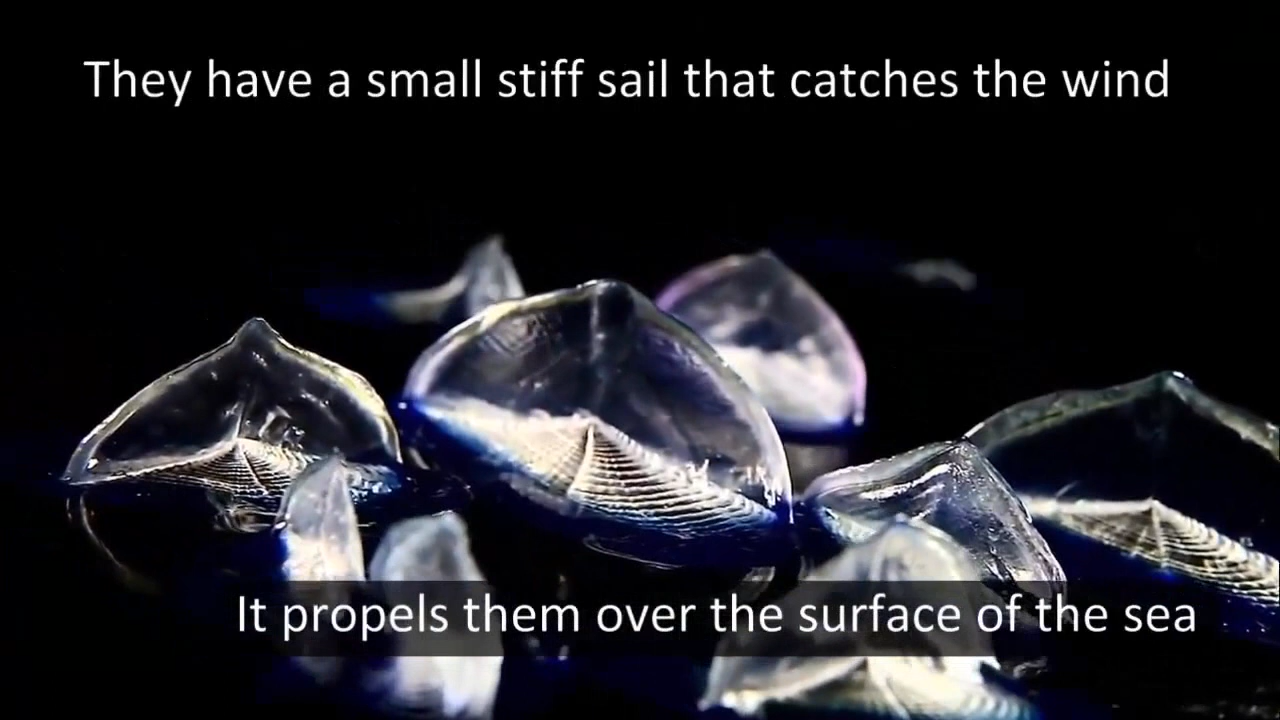 They have a small stiff sail that catches the wind
It propels them over the surface of the sea